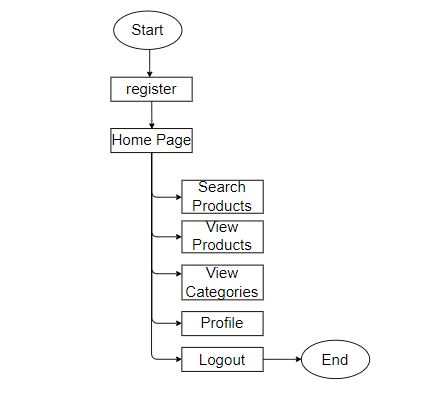 Start
register
Home Page
Search
Products
View
Products
View
Categories
Profile
Logout
End